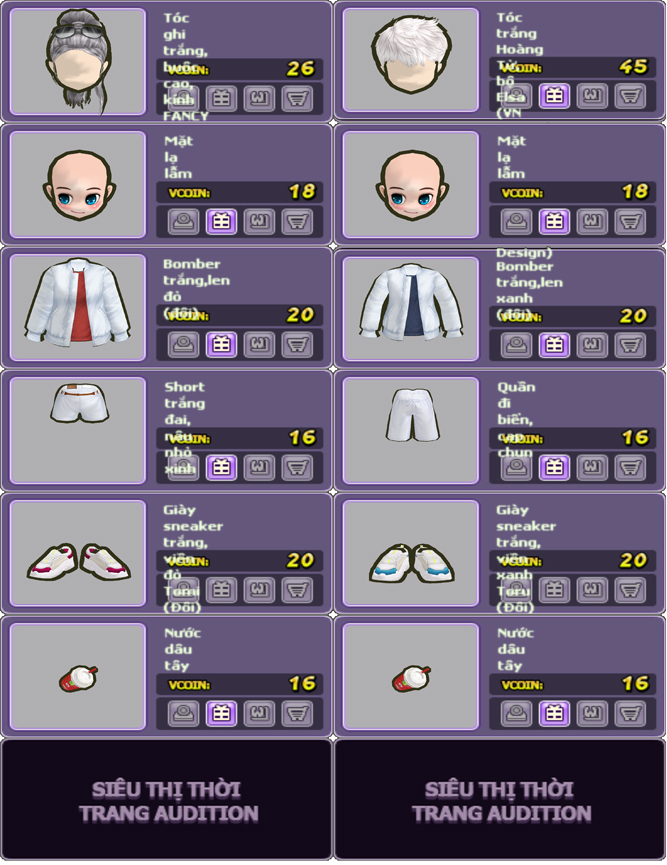 Tóc
ghi
trắng,
buộc
cao,
kính
FANCY
VCOIN:
26
Tóc
trắng
Hoàng
Tử
bồ
Elsa
(VN
VCOIN:
45
Mặt
lạ
lẫm
VCOIN:
18
Mặt
lạ
lẫm
VCOIN:
18
Bomber
trắng,len
đỏ
(đôi)
VCOIN:
20
Design)
Bomber
trắng,len
xanh
(đôi)
VCOIN:
20
Short
trắng
đai,
nâu
nhỏ
xinh
VCOIN:
16
Quần
đi
biển,
cạp
chun
VCOIN:
16
Giày
sneaker
trắng,
viền
đỏ
Tomi
(Đôi)
VCOIN:
20
Giày
sneaker
trắng,
viền
xanh
Toru
(Đôi)
VCOIN:
20
Nước
dâu
tây
VCOIN:
16
Nước
dâu
tây
VCOIN:
16
SIÊU THỊ THỜI
TRANG AUDITION
SIÊU THỊ THỜI
TRANG AUDITION